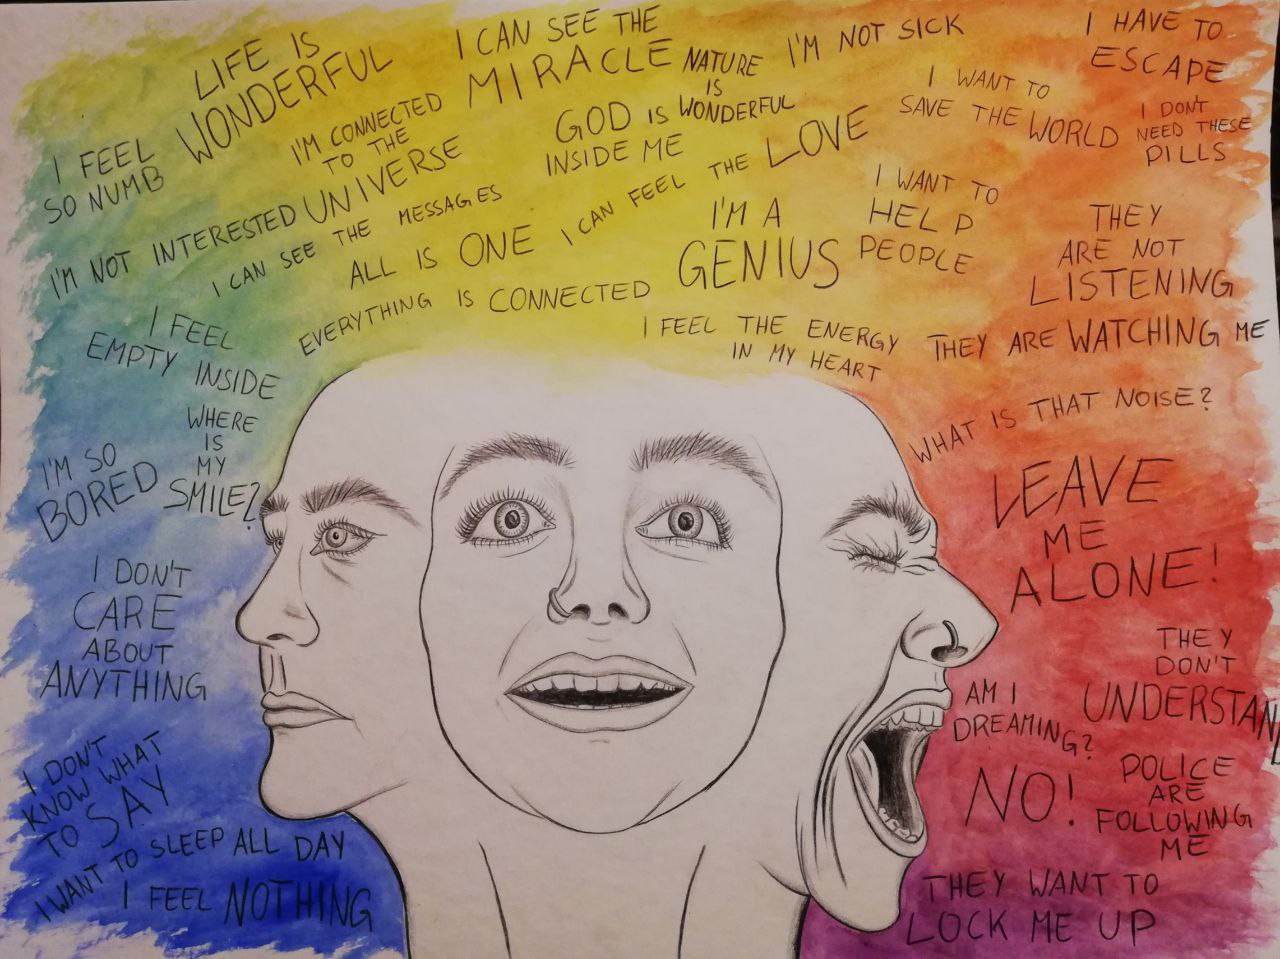 LIFE IS
WONDERFUL
I CAN SEE THE
MIRACLE
NATURE
IS
WONDERFUL
I'M NOT SICK
I HAVE TO
ESCAPE
I FEEL
SO NUMB
I'M CONNECTED
TO THE
UNIVERSE
GOD IS
INSIDE ME
I WANT TO
SAVE THE WORLD
I DON'T
NEED THESE
PILLS
I'M NOT INTERESTED
I CAN SEE THE MESSAGES
ALL IS ONE
I CAN FEEL THE LOVE
I'M A
GENIUS
I WANT TO
HELP
PEOPLE
THEY
ARE NOT
LISTENING
I FEEL
EMPTY INSIDE
EVERYTHING IS CONNECTED
I FEEL THE ENERGY
IN MY HEART
THEY ARE WATCHING ME
WHERE
IS
MY
SMILE?
WHAT IS THAT NOISE?
I'M SO
BORED
LEAVE
ME
ALONE!
I DON'T
CARE
ABOUT
ANYTHING
THEY
DON'T
UNDERSTAND
AM I
DREAMING?
I DON'T
KNOW WHAT
TO SAY
NO!
POLICE
ARE
FOLLOWING
ME
I WANT TO SLEEP ALL DAY
I FEEL NOTHING
THEY WANT TO
LOCK ME UP